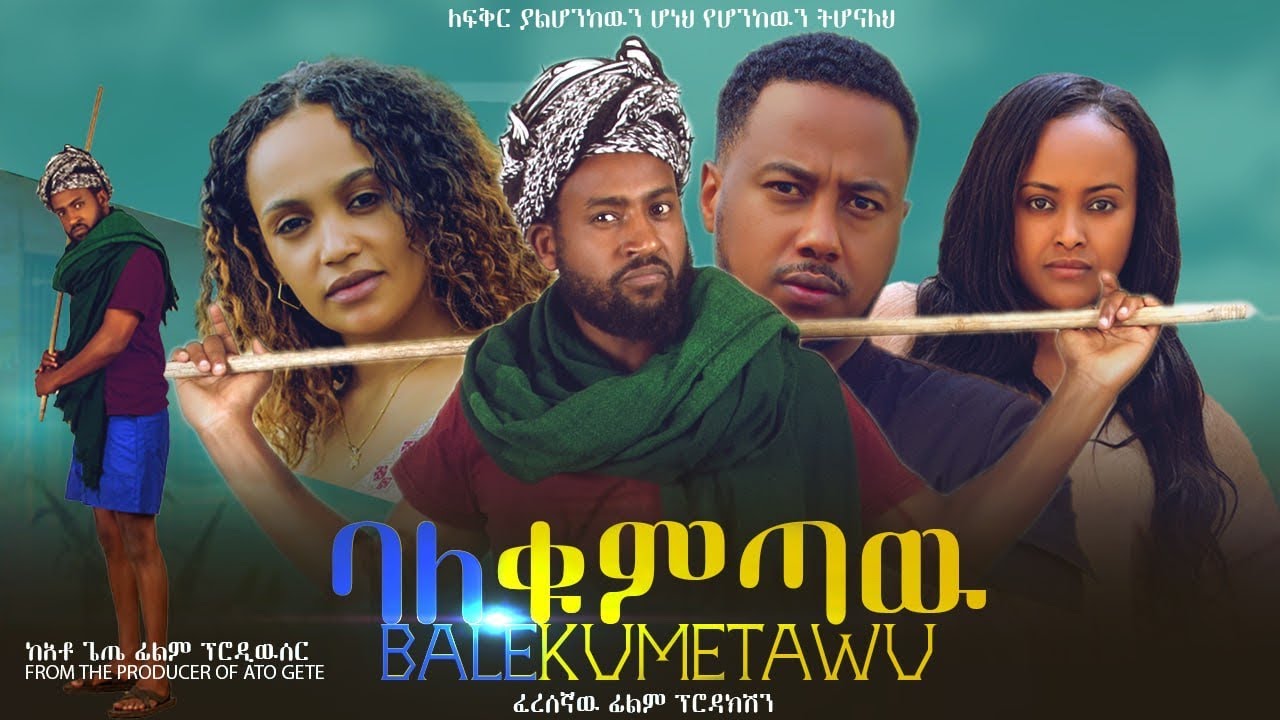 ለፍቅር ያልሆንከዉን ሆነህ የሆንከዉን ትሆናለህ
ባለቁምጣዉ
BALEKUMETAWU
ከአቶ ጌጤ ፊልም ፕሮዲዉሰር
FROM THE PRODUCER OF ATO GETE
ፈረሰኛዉ ፊልም ፕሮዳክሽን